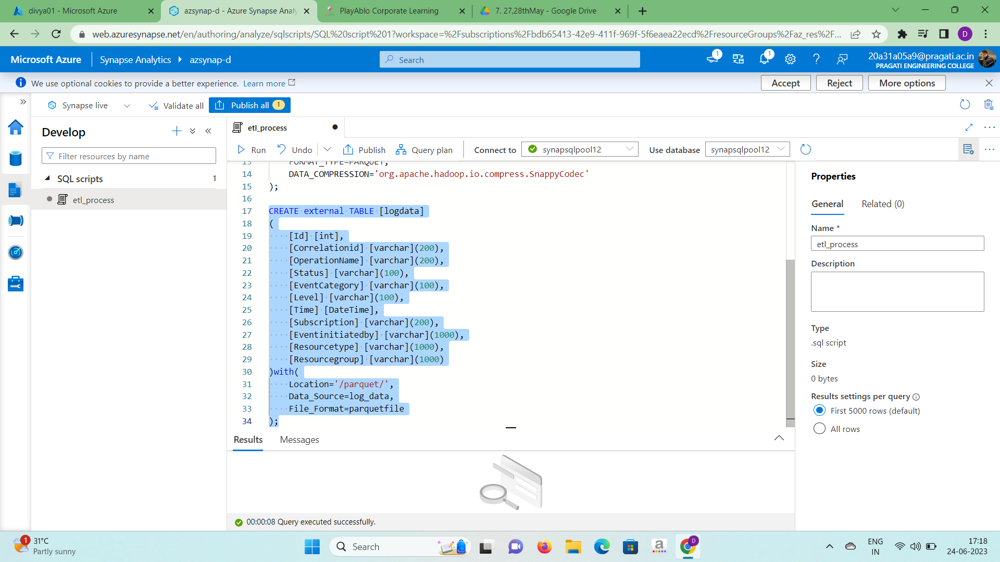 divya01 - Microsoft Azure
azsynap-d - Azure Synapse Analy
PlayAblo Corporate Learning
7. 27,28thMay - Google Drive
web.azuresynapse.net/en/authoring/analyze/sqlscripts/SQL%20script%201?workspace=%2Fsubscriptions%2Fbdb65413-42e9-411f-969f-5f6eaea22ecd%2FresourceGroups%2Faz_res%2F...
D
Microsoft Azure
Synapse Analytics
azsynap-d
Search
1
1
20a31a05a9@pragati.ac.in
PRAGATI ENGINEERING COLLEGE
We use optional cookies to provide a better experience. Learn more
Accept
Reject
More options
Synapse live
Validate all
Publish all 1
Develop
Filter resources by name
SQL scripts 1
etl_process
etl_process
Run
Undo
Publish
Query plan
Connect to
synapsqlpool12
Use database
synapsqlpool12
13 FORMAT_TYPE=PARQUET,
14 DATA_COMPRESSION='org.apache.hadoop.io.compress.SnappyCodec'
15 );
16
17 CREATE external TABLE [logdata]
18 (
19 [Id] [int],
20 [Correlationid] [varchar](200),
21 [OperationName] [varchar](200),
22 [Status] [varchar](100),
23 [EventCategory] [varchar](100),
24 [Level] [varchar](100),
25 [Time] [DateTime],
26 [Subscription] [varchar](200),
27 [Eventinitiatedby] [varchar](1000),
28 [Resourcetype] [varchar](1000),
29 [Resourcegroup] [varchar](1000)
30 )with(
31 Location='/parquet/',
32 Data_Source=log_data,
33 File_Format=parquetfile
34 );
Results
Messages
00:00:08 Query executed successfully.
Properties
General
Related (0)
Name *
etl_process
Description
Type
.sql script
Size
0 bytes
Results settings per query
First 5000 rows (default)
All rows
1
31°C
Partly sunny
Search
a
D
ENG
IN
17:18
24-06-2023